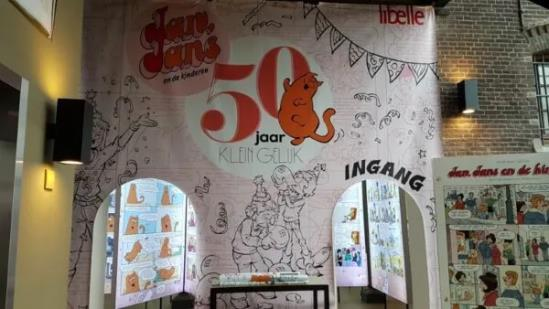 Jan,
Jans
en de kinderen
libelle
50
jaar
KLEIN GELUK
INGANG
Jan, Jans en de kin